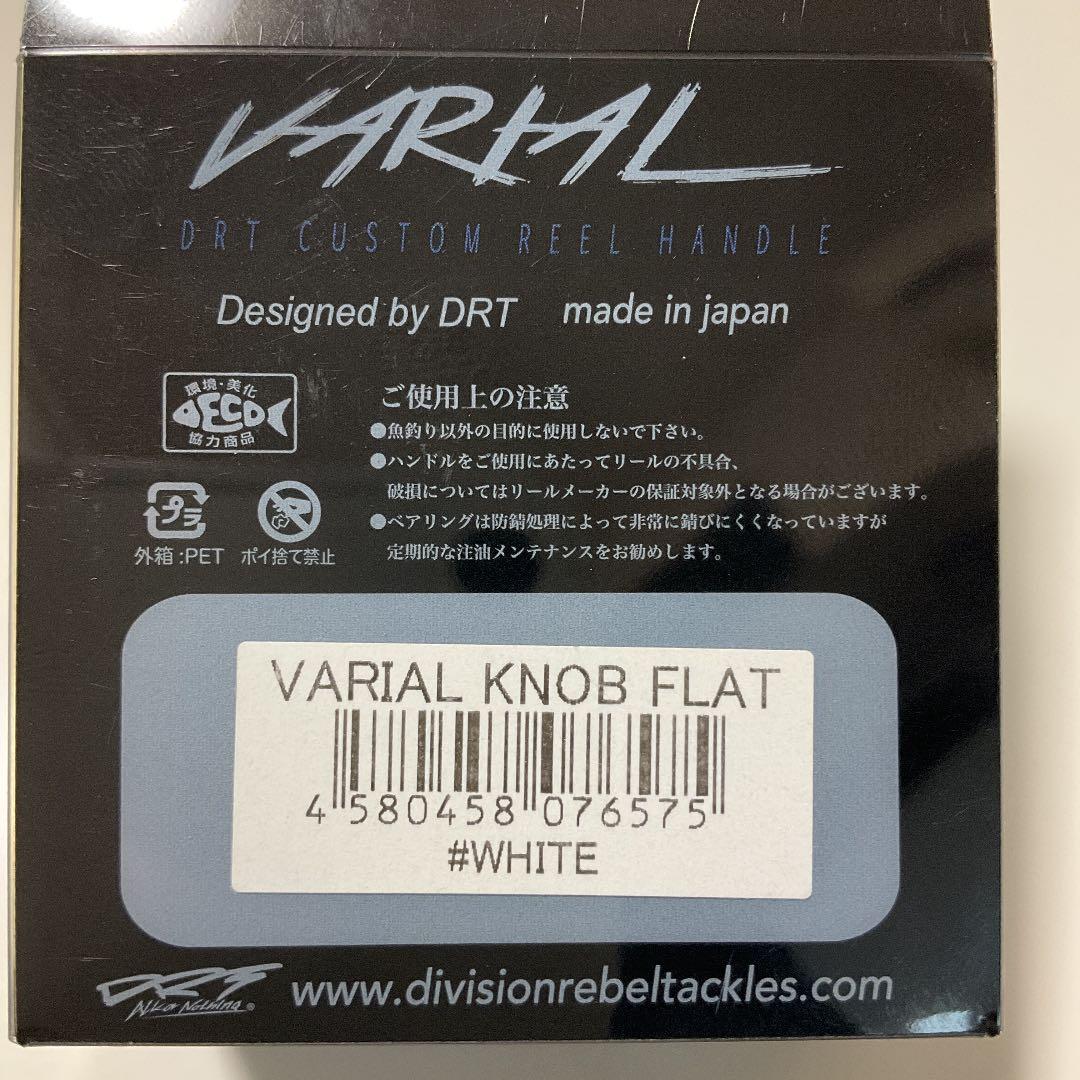 VARIAL
DRT CUSTOM REEL HANDLE
Designed by DRT made in japan
環境・美化
ECO
協力商品
プラ
外箱:PET
ポイ捨て禁止
ご使用上の注意
●魚釣り以外の目的に使用しないで下さい。
●ハンドルをご使用にあたってリールの不具合、
破損についてはリールメーカーの保証対象外となる場合がございます。
●ベアリングは防錆処理によって非常に錆びにくくなっていますが
定期的な注油メンテナンスをお勧めします。
VARIAL KNOB FLAT
4 580458 076575
#WHITE
DRT
All or Nothing®
www.divisionrebeltackles.com